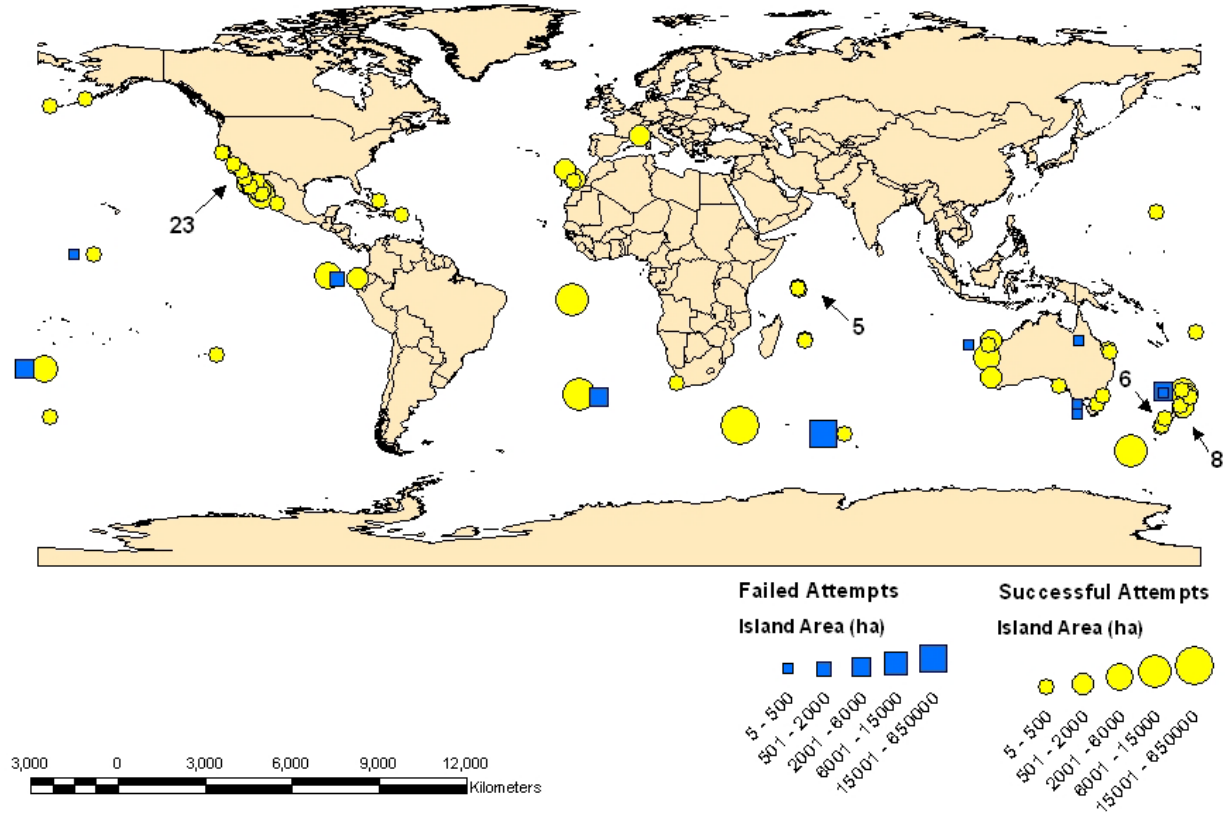 23
5
6
8
Failed Attempts
Island Area (ha)
5 - 500
501 - 2000
2001 - 6000
6001 - 15000
15001 - 850000
Successful Attempts
Island Area (ha)
5 - 500
501 - 2000
2001 - 6000
6001 - 15000
15001 - 850000
3,000 0 3,000 6,000 9,000 12,000
Kilometers